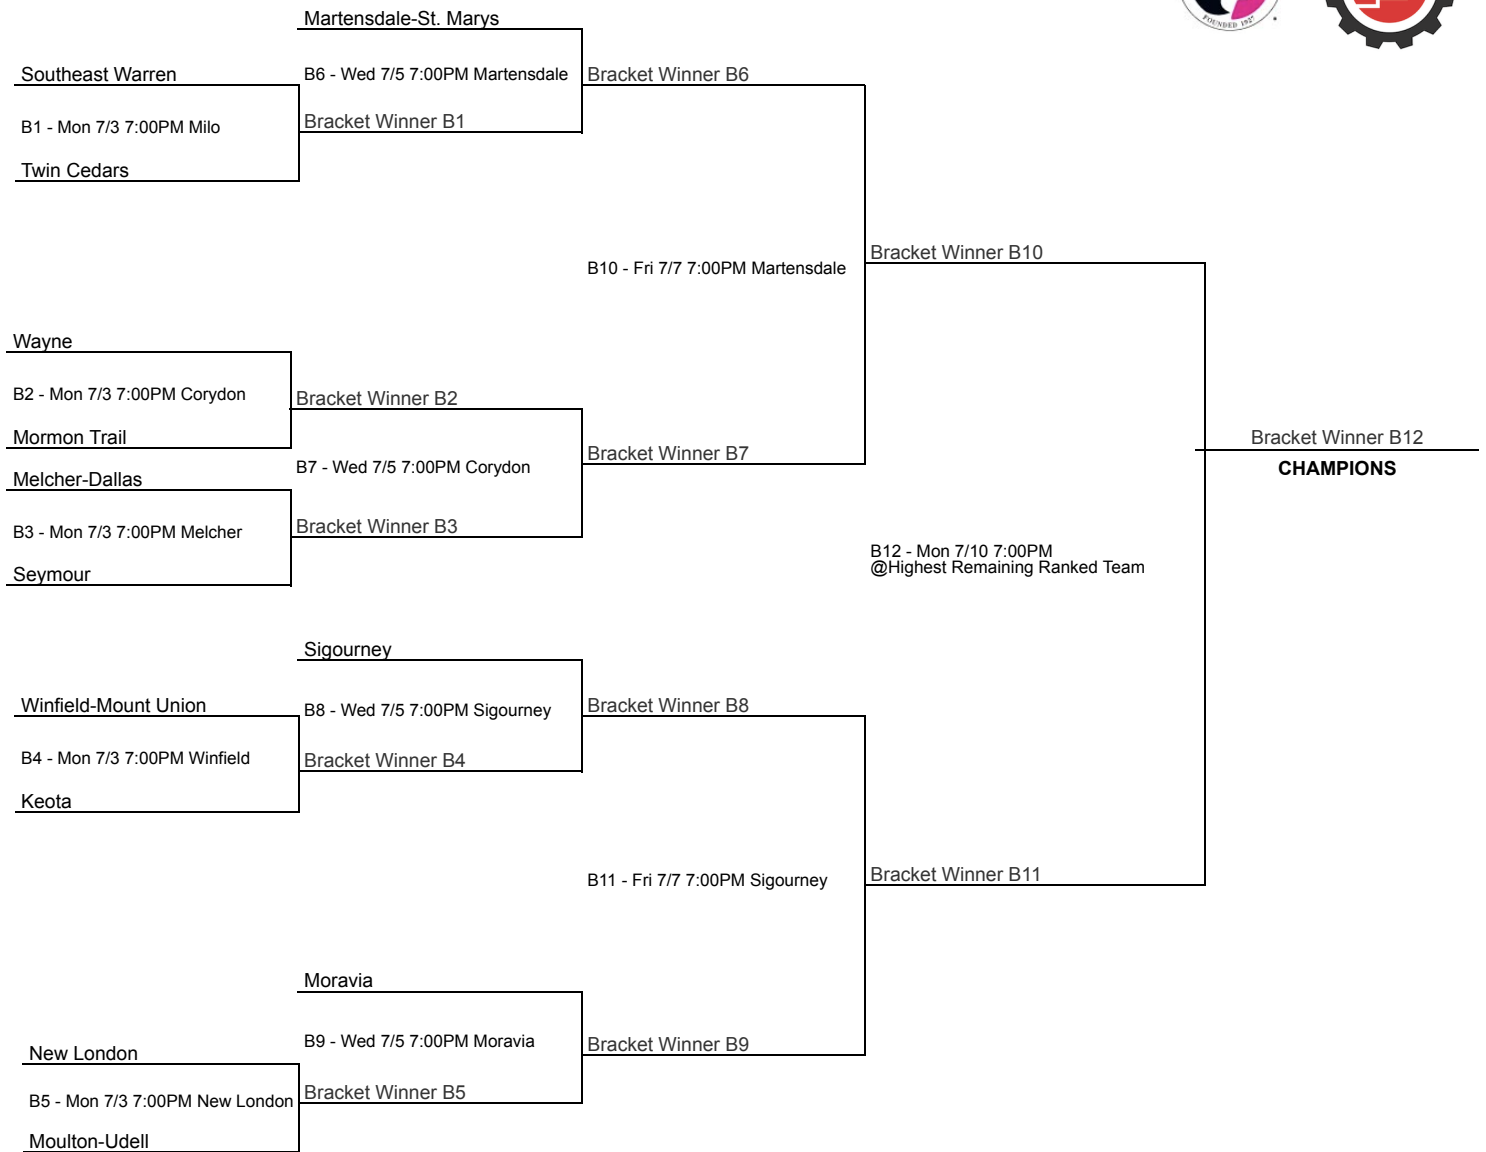 Martensdale-St. Marys
FOUNDED 1927
Southeast Warren
B6 - Wed 7/5 7:00PM Martensdale
Bracket Winner B6
B1 - Mon 7/3 7:00PM Milo
Bracket Winner B1
Twin Cedars
B10 - Fri 7/7 7:00PM Martensdale
Bracket Winner B10
Wayne
B2 - Mon 7/3 7:00PM Corydon
Bracket Winner B2
Mormon Trail
B7 - Wed 7/5 7:00PM Corydon
Bracket Winner B7
Melcher-Dallas
B3 - Mon 7/3 7:00PM Melcher
Bracket Winner B3
Seymour
Bracket Winner B12
CHAMPIONS
B12 - Mon 7/10 7:00PM
@Highest Remaining Ranked Team
Sigourney
Winfield-Mount Union
B8 - Wed 7/5 7:00PM Sigourney
Bracket Winner B8
B4 - Mon 7/3 7:00PM Winfield
Bracket Winner B4
Keota
B11 - Fri 7/7 7:00PM Sigourney
Bracket Winner B11
Moravia
New London
B9 - Wed 7/5 7:00PM Moravia
Bracket Winner B9
B5 - Mon 7/3 7:00PM New London
Bracket Winner B5
Moulton-Udell